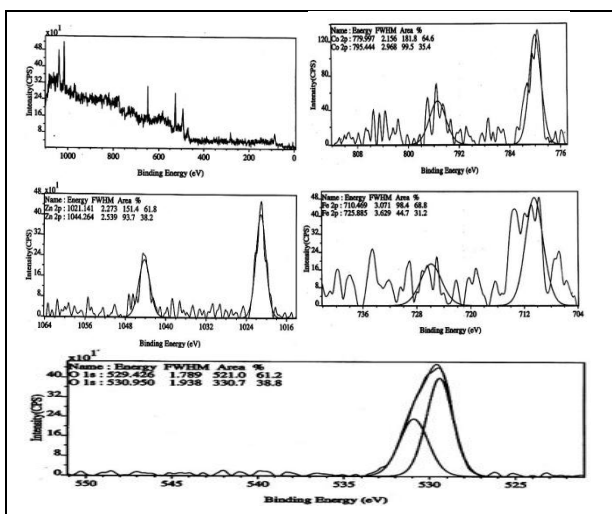 x10¹
Intensity(CPS)
48
40
32
24
16
8
1000 800 600 400 200 0
Binding Energy (eV)
Name : Energy FWHM Area %
Co 2p : 779.997 2.156 181.8 64.6
Co 2p : 795.444 2.968 99.5 35.4
Intensity(CPS)
120
80
40
0
808 800 792 784 776
Binding Energy (eV)
x10¹
Name : Energy FWHM Area %
Zn 2p : 1021.141 2.273 151.4 61.8
Zn 2p : 1044.264 2.539 93.7 38.2
Intensity(CPS)
48
40
32
24
16
8
0
1064 1056 1048 1040 1032 1024 1016
Binding Energy (eV)
Name : Energy FWHM Area %
Fe 2p : 710.469 3.071 98.4 68.8
Fe 2p : 725.885 3.629 44.7 31.2
Intensity(CPS)
48
32
16
0
736 728 720 712 704
Binding Energy (eV)
x10¹
Name : Energy FWHM Area %
O 1s : 529.426 1.789 521.0 61.2
O 1s : 530.950 1.938 330.7 38.8
Intensity(CPS)
40
32
24
16
8
0
550 545 540 535 530 525
Binding Energy (eV)